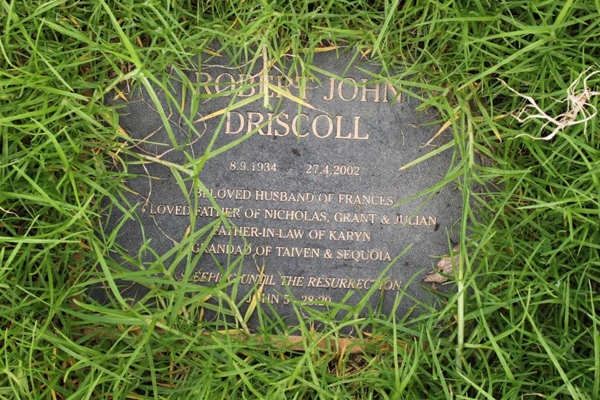 ROBERT JOHN
DRISCOLL
8.9.1934 27.4.2002
BELOVED HUSBAND OF FRANCES
LOVED FATHER OF NICHOLAS, GRANT & JULIAN
FATHER-IN-LAW OF KARYN
GRANDAD OF TAIVEN & SEQUOIA
SLEEPING UNTIL THE RESURRECTION
JOHN 5 28/29